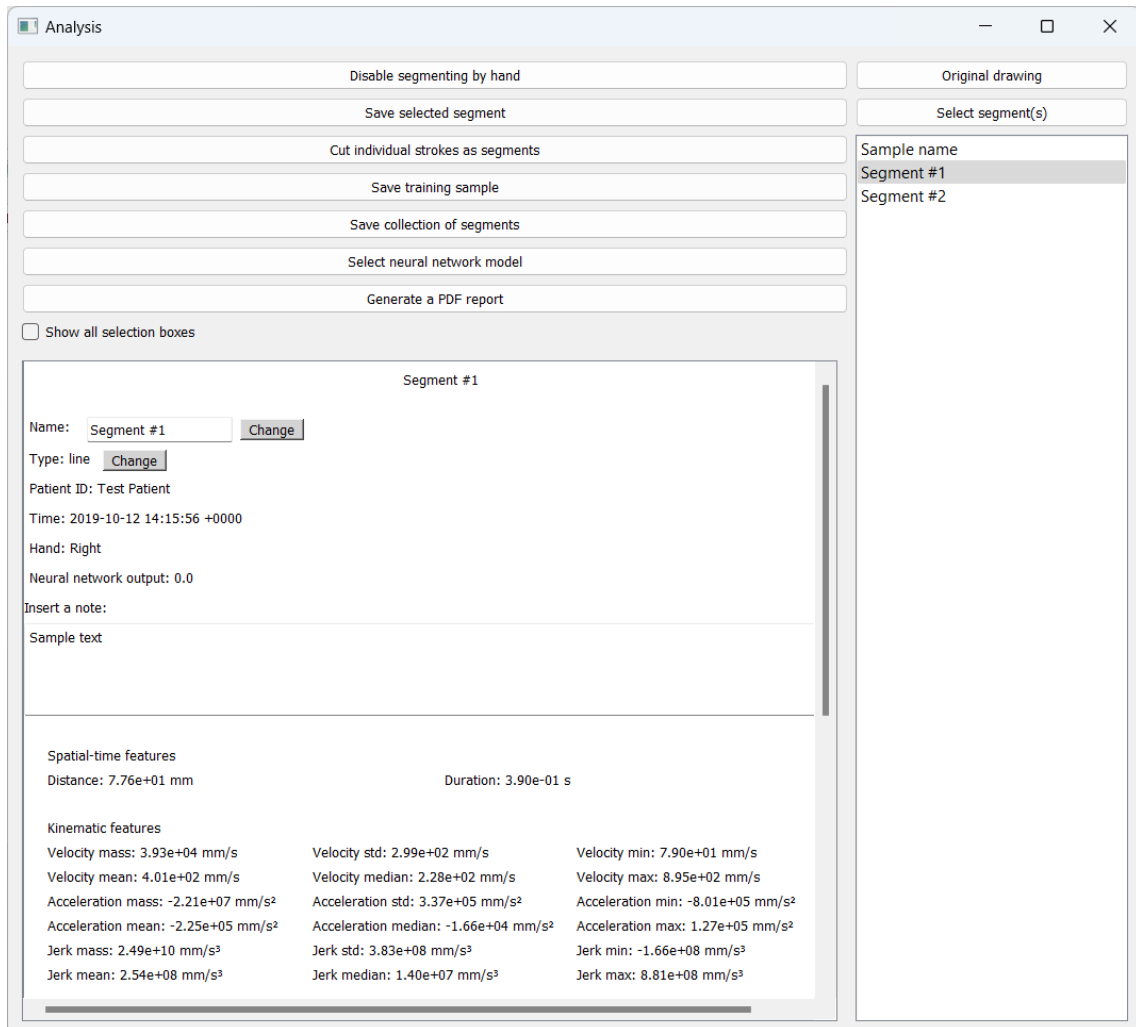 Analysis
Disable segmenting by hand
Original drawing
Save selected segment
Select segment(s)
Cut individual strokes as segments
Save training sample
Save collection of segments
Select neural network model
Generate a PDF report
Show all selection boxes
Sample name
Segment #1
Segment #2
Segment #1
Name: Segment #1 Change
Type: line Change
Patient ID: Test Patient
Time: 2019-10-12 14:15:56 +0000
Hand: Right
Neural network output: 0.0
Insert a note:
Sample text
Spatial-time features
Distance: 7.76e+01 mm Duration: 3.90e-01 s
Kinematic features
Velocity mass: 3.93e+04 mm/s Velocity std: 2.99e+02 mm/s Velocity min: 7.90e+01 mm/s
Velocity mean: 4.01e+02 mm/s Velocity median: 2.28e+02 mm/s Velocity max: 8.95e+02 mm/s
Acceleration mass: -2.21e+07 mm/s² Acceleration std: 3.37e+05 mm/s² Acceleration min: -8.01e+05 mm/s²
Acceleration mean: -2.25e+05 mm/s² Acceleration median: -1.66e+04 mm/s² Acceleration max: 1.27e+05 mm/s²
Jerk mass: 2.49e+10 mm/s³ Jerk std: 3.83e+08 mm/s³ Jerk min: -1.66e+08 mm/s³
Jerk mean: 2.54e+08 mm/s³ Jerk median: 1.40e+07 mm/s³ Jerk max: 8.81e+08 mm/s³